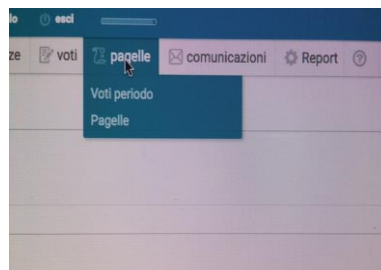 lo esci
ze voti pagelle comunicazioni Report ?
Voti periodo
Pagelle